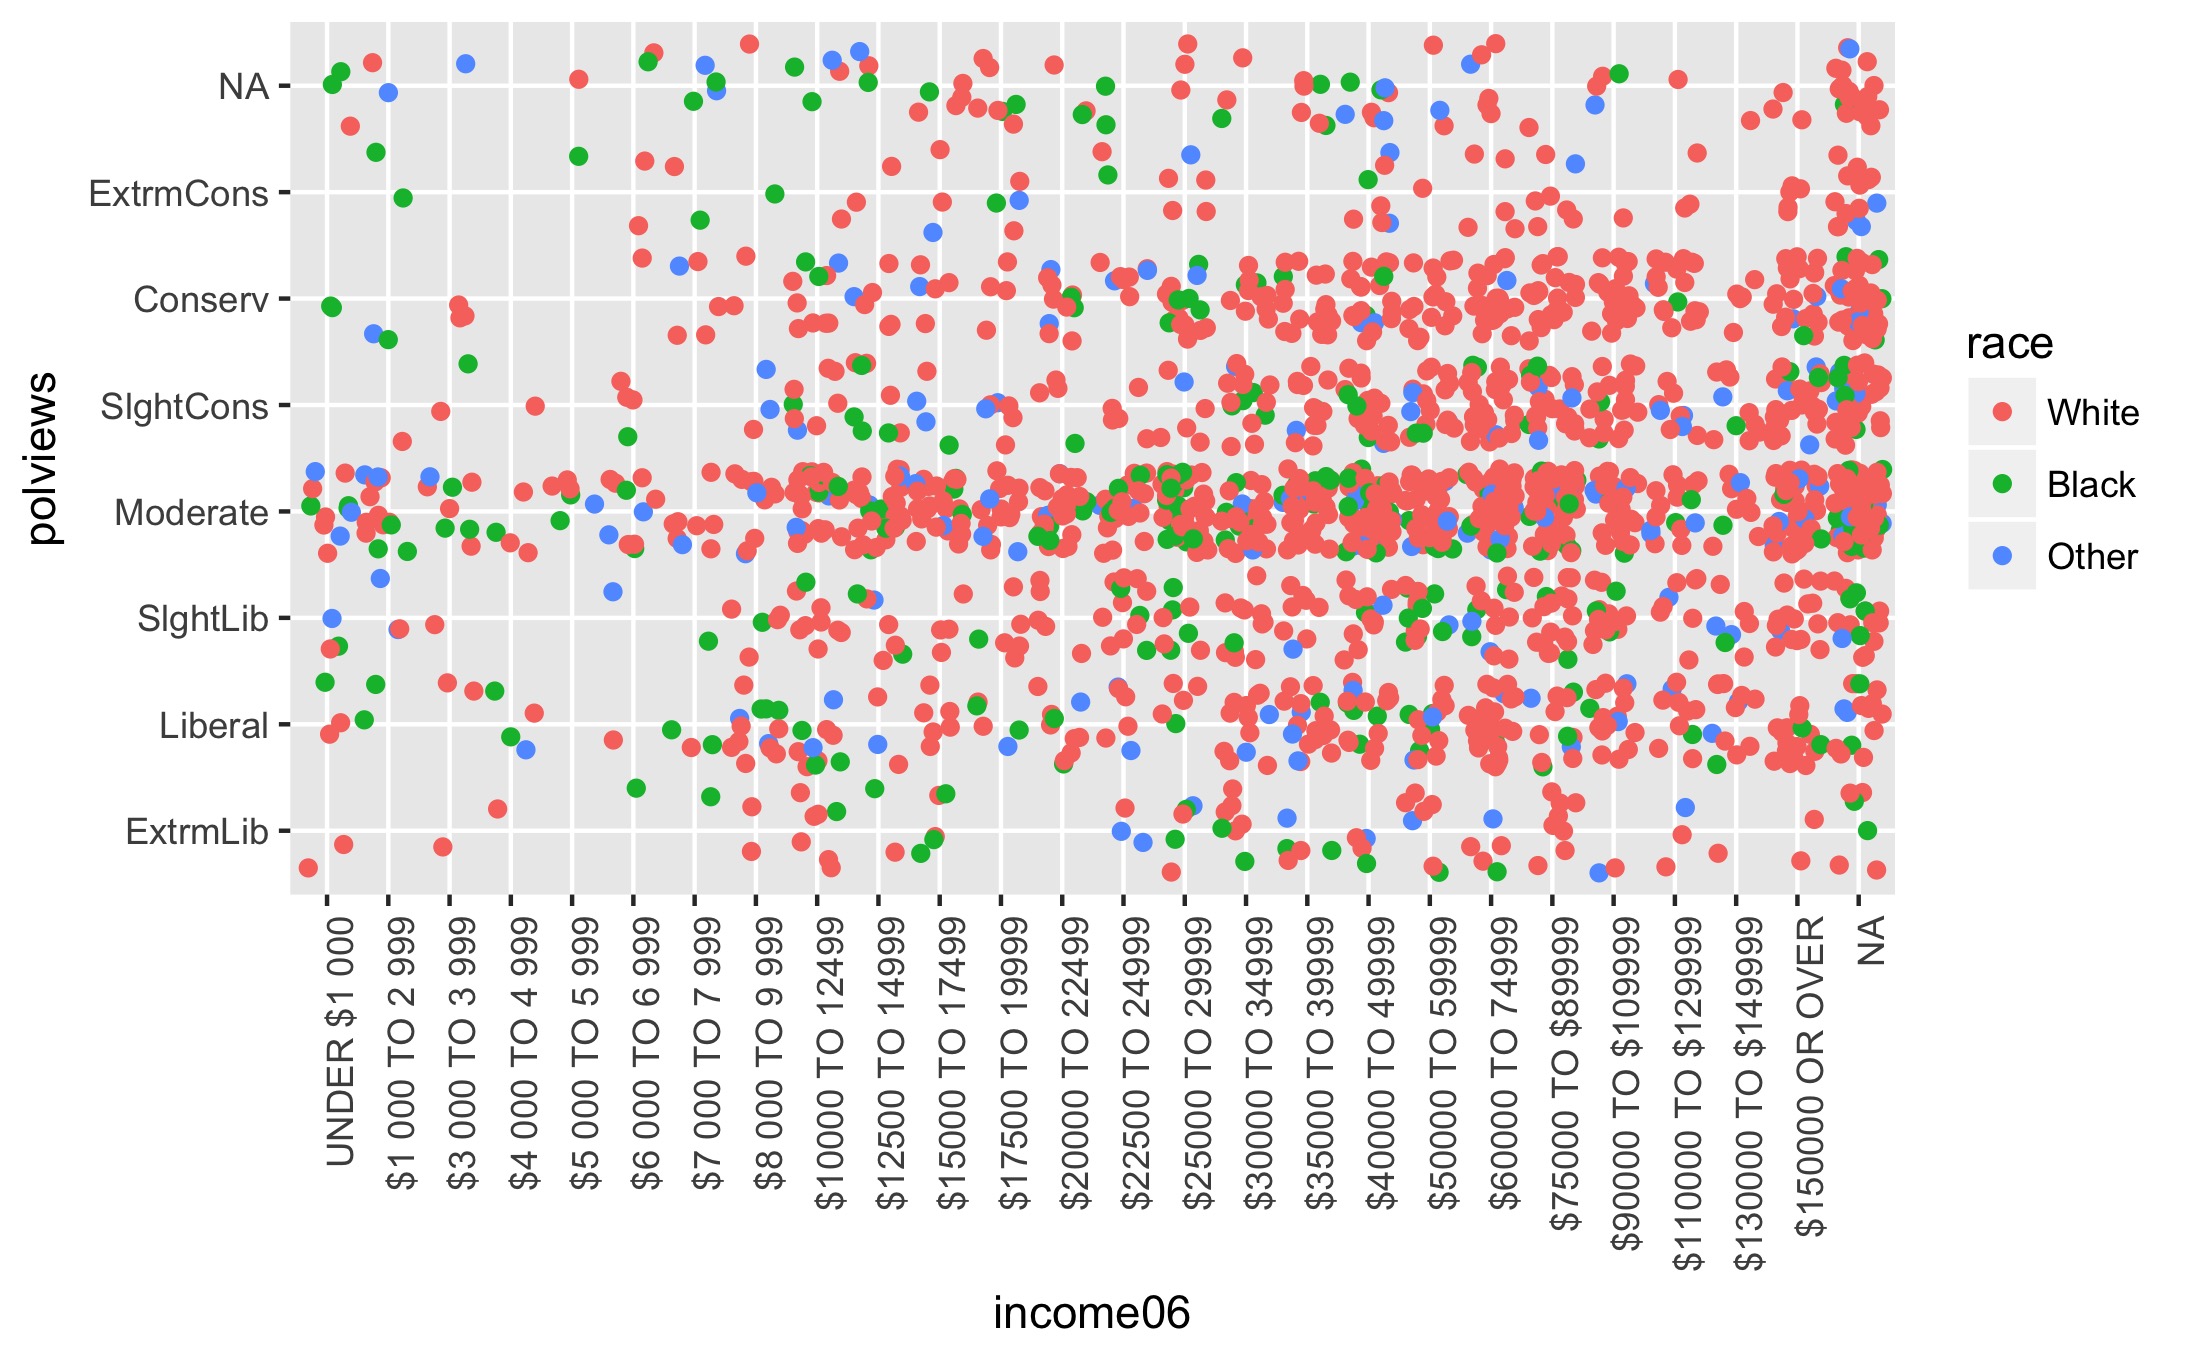 polviews
NA
ExtrmCons
Conserv
SlghtCons
Moderate
SlghtLib
Liberal
ExtrmLib
UNDER $1 000
$1 000 TO 2 999
$3 000 TO 3 999
$4 000 TO 4 999
$5 000 TO 5 999
$6 000 TO 6 999
$7 000 TO 7 999
$8 000 TO 9 999
$10000 TO 12499
$12500 TO 14999
$15000 TO 17499
$17500 TO 19999
$20000 TO 22499
$22500 TO 24999
$25000 TO 29999
$30000 TO 34999
$35000 TO 39999
$40000 TO 49999
$50000 TO 59999
$60000 TO 74999
$75000 TO $89999
$90000 TO $109999
$110000 TO $129999
$130000 TO $149999
$150000 OR OVER
NA
income06
race
White
Black
Other